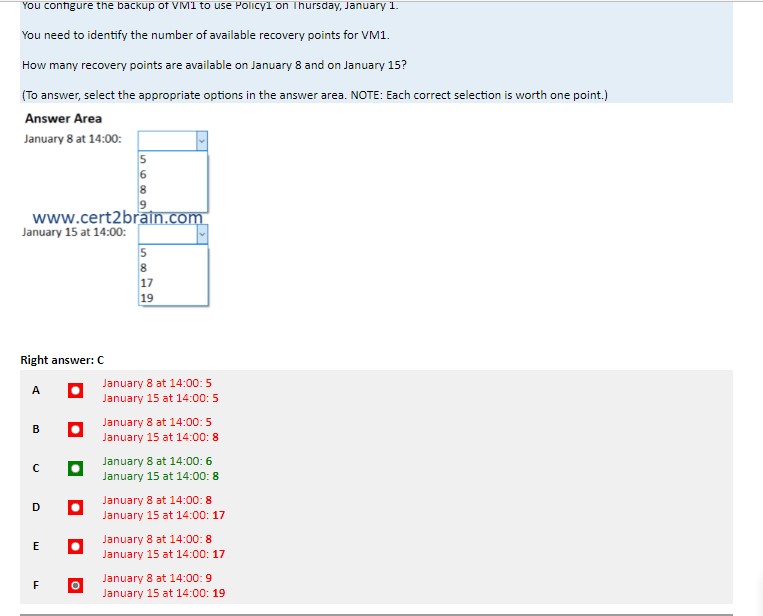 You configure the backup of VM1 to use Policy1 on Thursday, January 1.
You need to identify the number of available recovery points for VM1.
How many recovery points are available on January 8 and on January 15?
(To answer, select the appropriate options in the answer area. NOTE: Each correct selection is worth one point.)
Answer Area
January 8 at 14:00:
5
6
8
9
www.cert2brain.com
January 15 at 14:00:
5
8
17
19
Right answer: C
A
January 8 at 14:00: 5
January 15 at 14:00: 5
B
January 8 at 14:00: 5
January 15 at 14:00: 8
C
January 8 at 14:00: 6
January 15 at 14:00: 8
D
January 8 at 14:00: 8
January 15 at 14:00: 17
E
January 8 at 14:00: 8
January 15 at 14:00: 17
F
January 8 at 14:00: 9
January 15 at 14:00: 19